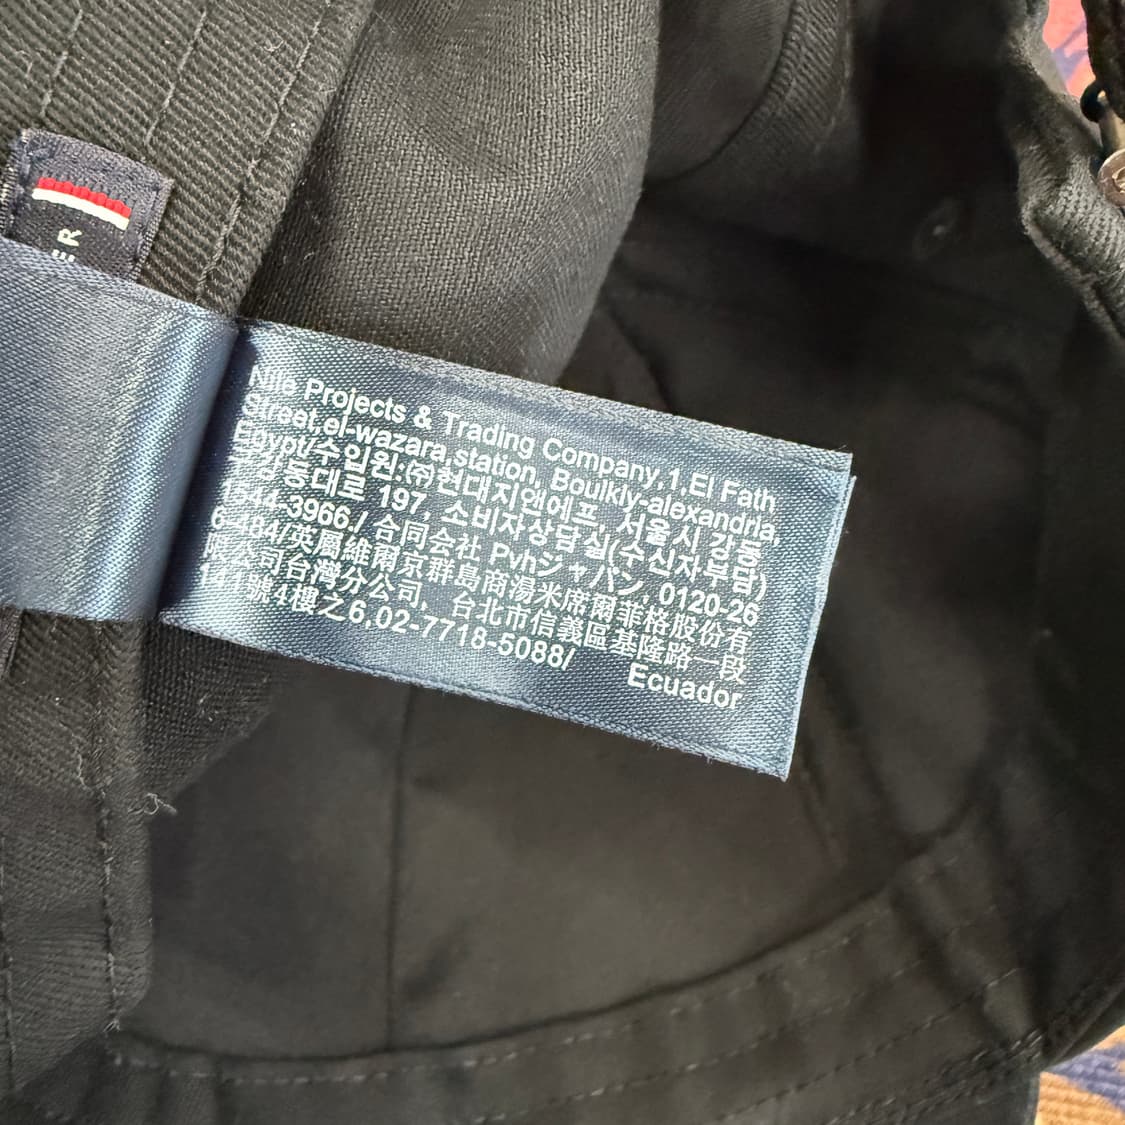 ER
Nile Projects & Trading Company,1,El Fath
Street,el-wazara,station, Boulkly-alexandria,
Egypt/수입원:(주)현대지앤에프, 서울시 강동
구 강동대로 197, 소비자상담실(수신자부담)
1544-3966./ 合同会社 Pvhジャパン, 0120-26
6-484/英屬維爾京群島商湯米席爾菲格股份有
限公司台灣分公司, 台北市信義區基隆路一段
141號4樓之6,02-7718-5088/
Ecuador